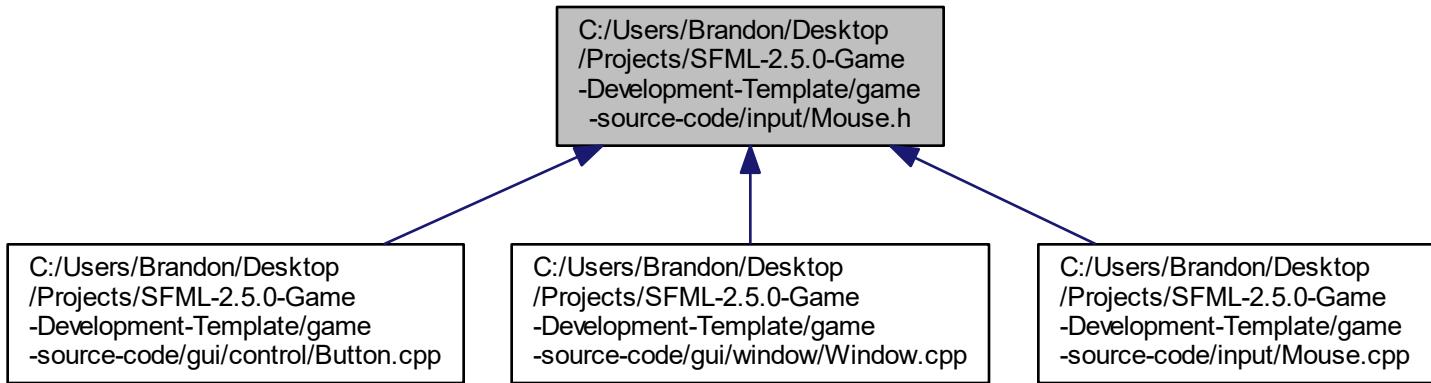 C:/Users/Brandon/Desktop
/Projects/SFML-2.5.0-Game
-Development-Template/game
-source-code/input/Mouse.h
C:/Users/Brandon/Desktop
/Projects/SFML-2.5.0-Game
-Development-Template/game
-source-code/gui/control/Button.cpp
C:/Users/Brandon/Desktop
/Projects/SFML-2.5.0-Game
-Development-Template/game
-source-code/gui/window/Window.cpp
C:/Users/Brandon/Desktop
/Projects/SFML-2.5.0-Game
-Development-Template/game
-source-code/input/Mouse.cpp